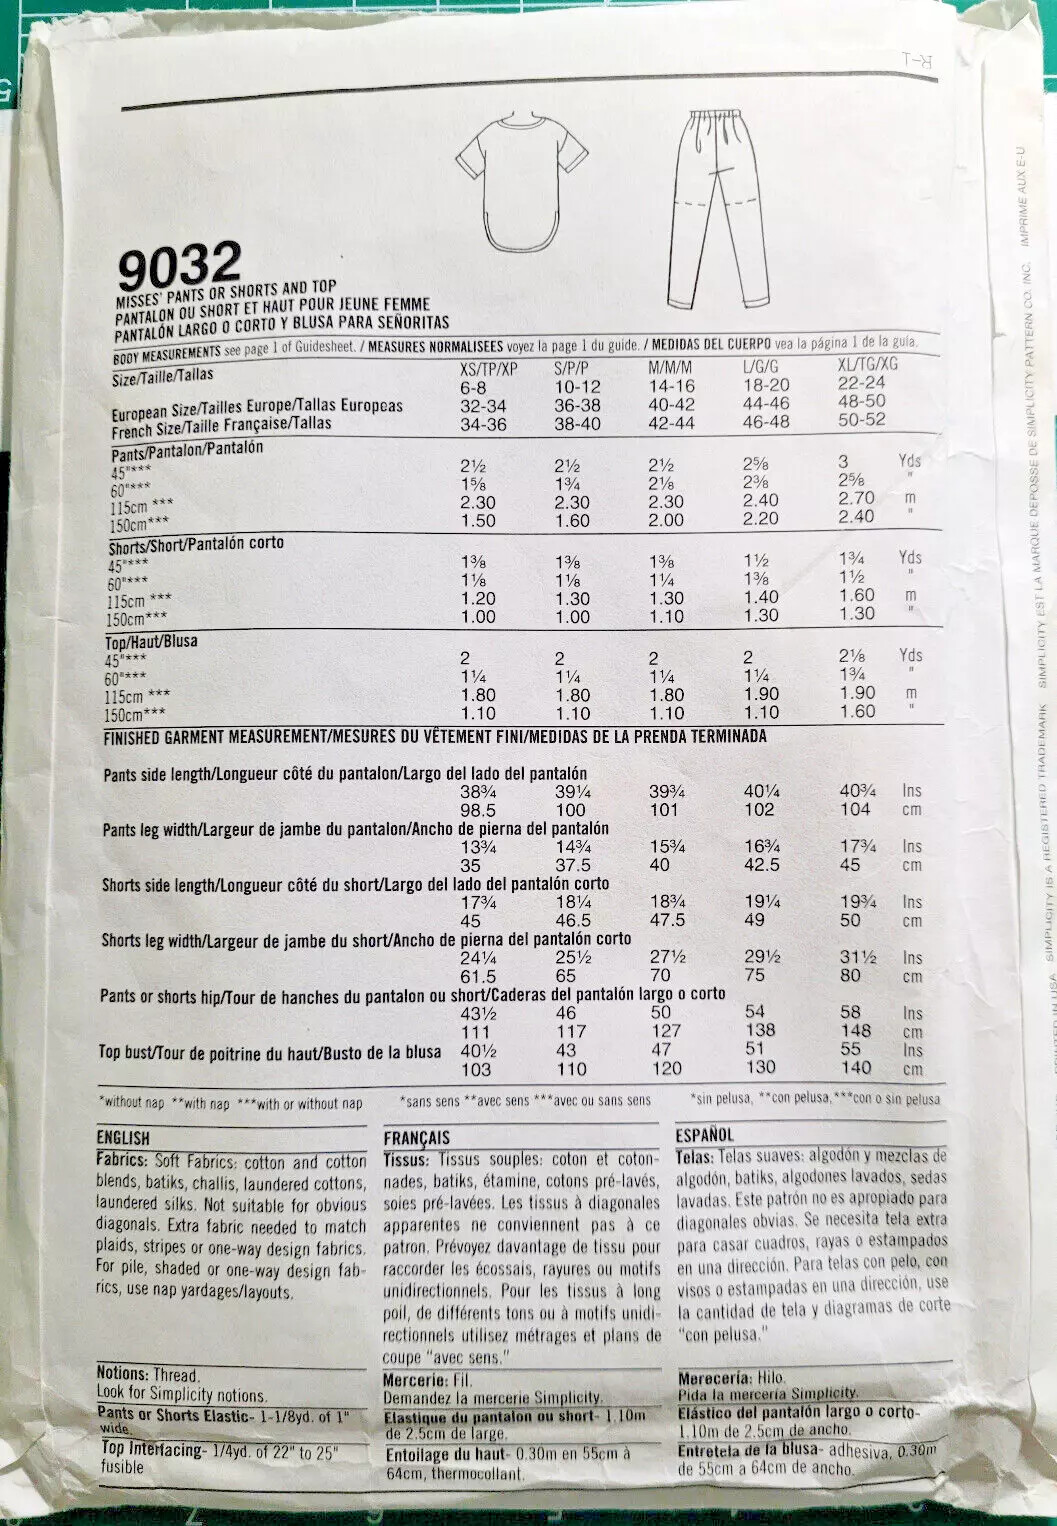 R-1
9032
MISSES' PANTS OR SHORTS AND TOP
PANTALON OU SHORT ET HAUT POUR JEUNE FEMME
PANTALÓN LARGO O CORTO Y BLUSA PARA SEÑORITAS
BODY MEASUREMENTS see page 1 of Guidesheet. / MEASURES NORMALISEES voyez la page 1 du guide. / MEDIDAS DEL CUERPO vea la página 1 de la guía.
Size/Taille/Tallas XS/TP/XP S/P/P M/M/M L/G/G XL/TG/XG
6-8 10-12 14-16 18-20 22-24
European Size/Tailles Europe/Tallas Europeas 32-34 36-38 40-42 44-46 48-50
French Size/Taille Française/Tallas 34-36 38-40 42-44 46-48 50-52
Pants/Pantalon/Pantalón
45"*** 2½ 2½ 2½ 2⅝ 3 Yds
60"*** 1⅝ 1¾ 2⅛ 2⅜ 2⅝ "
115cm *** 2.30 2.30 2.30 2.40 2.70 m
150cm*** 1.50 1.60 2.00 2.20 2.40 "
Shorts/Short/Pantalón corto
45"*** 1⅜ 1⅜ 1⅜ 1½ 1¾ Yds
60"*** 1⅛ 1⅛ 1¼ 1⅜ 1½ "
115cm *** 1.20 1.30 1.30 1.40 1.60 m
150cm*** 1.00 1.00 1.10 1.30 1.30 "
Top/Haut/Blusa
45"*** 2 2 2 2 2⅛ Yds
60"*** 1¼ 1¼ 1¼ 1¼ 1¾ "
115cm *** 1.80 1.80 1.80 1.90 1.90 m
150cm*** 1.10 1.10 1.10 1.10 1.60 "
FINISHED GARMENT MEASUREMENT/MESURES DU VÊTEMENT FINI/MEDIDAS DE LA PRENDA TERMINADA
Pants side length/Longueur côté du pantalon/Largo del lado del pantalón
38¾ 39¼ 39¾ 40¼ 40¾ Ins
98.5 100 101 102 104 cm
Pants leg width/Largeur de jambe du pantalon/Ancho de pierna del pantalón
13¾ 14¾ 15¾ 16¾ 17¾ Ins
35 37.5 40 42.5 45 cm
Shorts side length/Longueur côté du short/Largo del lado del pantalón corto
17¾ 18¼ 18¾ 19¼ 19¾ Ins
45 46.5 47.5 49 50 cm
Shorts leg width/Largeur de jambe du short/Ancho de pierna del pantalón corto
24¼ 25½ 27½ 29½ 31½ Ins
61.5 65 70 75 80 cm
Pants or shorts hip/Tour de hanches du pantalon ou short/Caderas del pantalón largo o corto
43½ 46 50 54 58 Ins
111 117 127 138 148 cm
Top bust/Tour de poitrine du haut/Busto de la blusa 40½ 43 47 51 55 Ins
103 110 120 130 140 cm
*without nap **with nap ***with or without nap
*sans sens **avec sens ***avec ou sans sens
*sin pelusa, **con pelusa,***con o sin pelusa
ENGLISH
Fabrics: Soft Fabrics: cotton and cotton
blends, batiks, challis, laundered cottons,
laundered silks. Not suitable for obvious
diagonals. Extra fabric needed to match
plaids, stripes or one-way design fabrics.
For pile, shaded or one-way design fab-
rics, use nap yardages/layouts.
Notions: Thread.
Look for Simplicity notions.
Pants or Shorts Elastic- 1-1/8yd. of 1"
wide.
Top Interfacing- 1/4yd. of 22" to 25"
fusible
FRANÇAIS
Tissus: Tissus souples: coton et coton-
nades, batiks, étamine, cotons pré-lavés,
soies pré-lavées. Les tissus à diagonales
apparentes ne conviennent pas à ce
patron. Prévoyez davantage de tissu pour
raccorder les écossais, rayures ou motifs
unidirectionnels. Pour les tissus à long
poil, de différents tons ou à motifs unidi-
rectionnels utilisez métrages et plans de
coupe "avec sens."
Mercerie: Fil.
Demandez la mercerie Simplicity.
Elastique du pantalon ou short- 1.10m
de 2.5cm de large.
Entoilage du haut- 0.30m en 55cm à
64cm, thermocollant.
ESPAÑOL
Telas: Telas suaves: algodón y mezclas de
algodón, batiks, algodones lavados, sedas
lavadas. Este patrón no es apropiado para
diagonales obvias. Se necesita tela extra
para casar cuadros, rayas o estampados
en una dirección. Para telas con pelo, con
visos o estampadas en una dirección, use
la cantidad de tela y diagramas de corte
"con pelusa."
Merecería: Hilo.
Pida la mercería Simplicity.
Elástico del pantalón largo o corto-
1.10m de 2.5cm de ancho.
Entretela de la blusa- adhesiva, 0.30m
de 55cm a 64cm de ancho.
PRINTED IN USA SIMPLICITY IS A REGISTERED TRADEMARK SIMPLICITY EST LA MARQUE DEPOSSE DE SIMPLICITY PATTERN CO. INC. IMPRIME AUX E-U
5